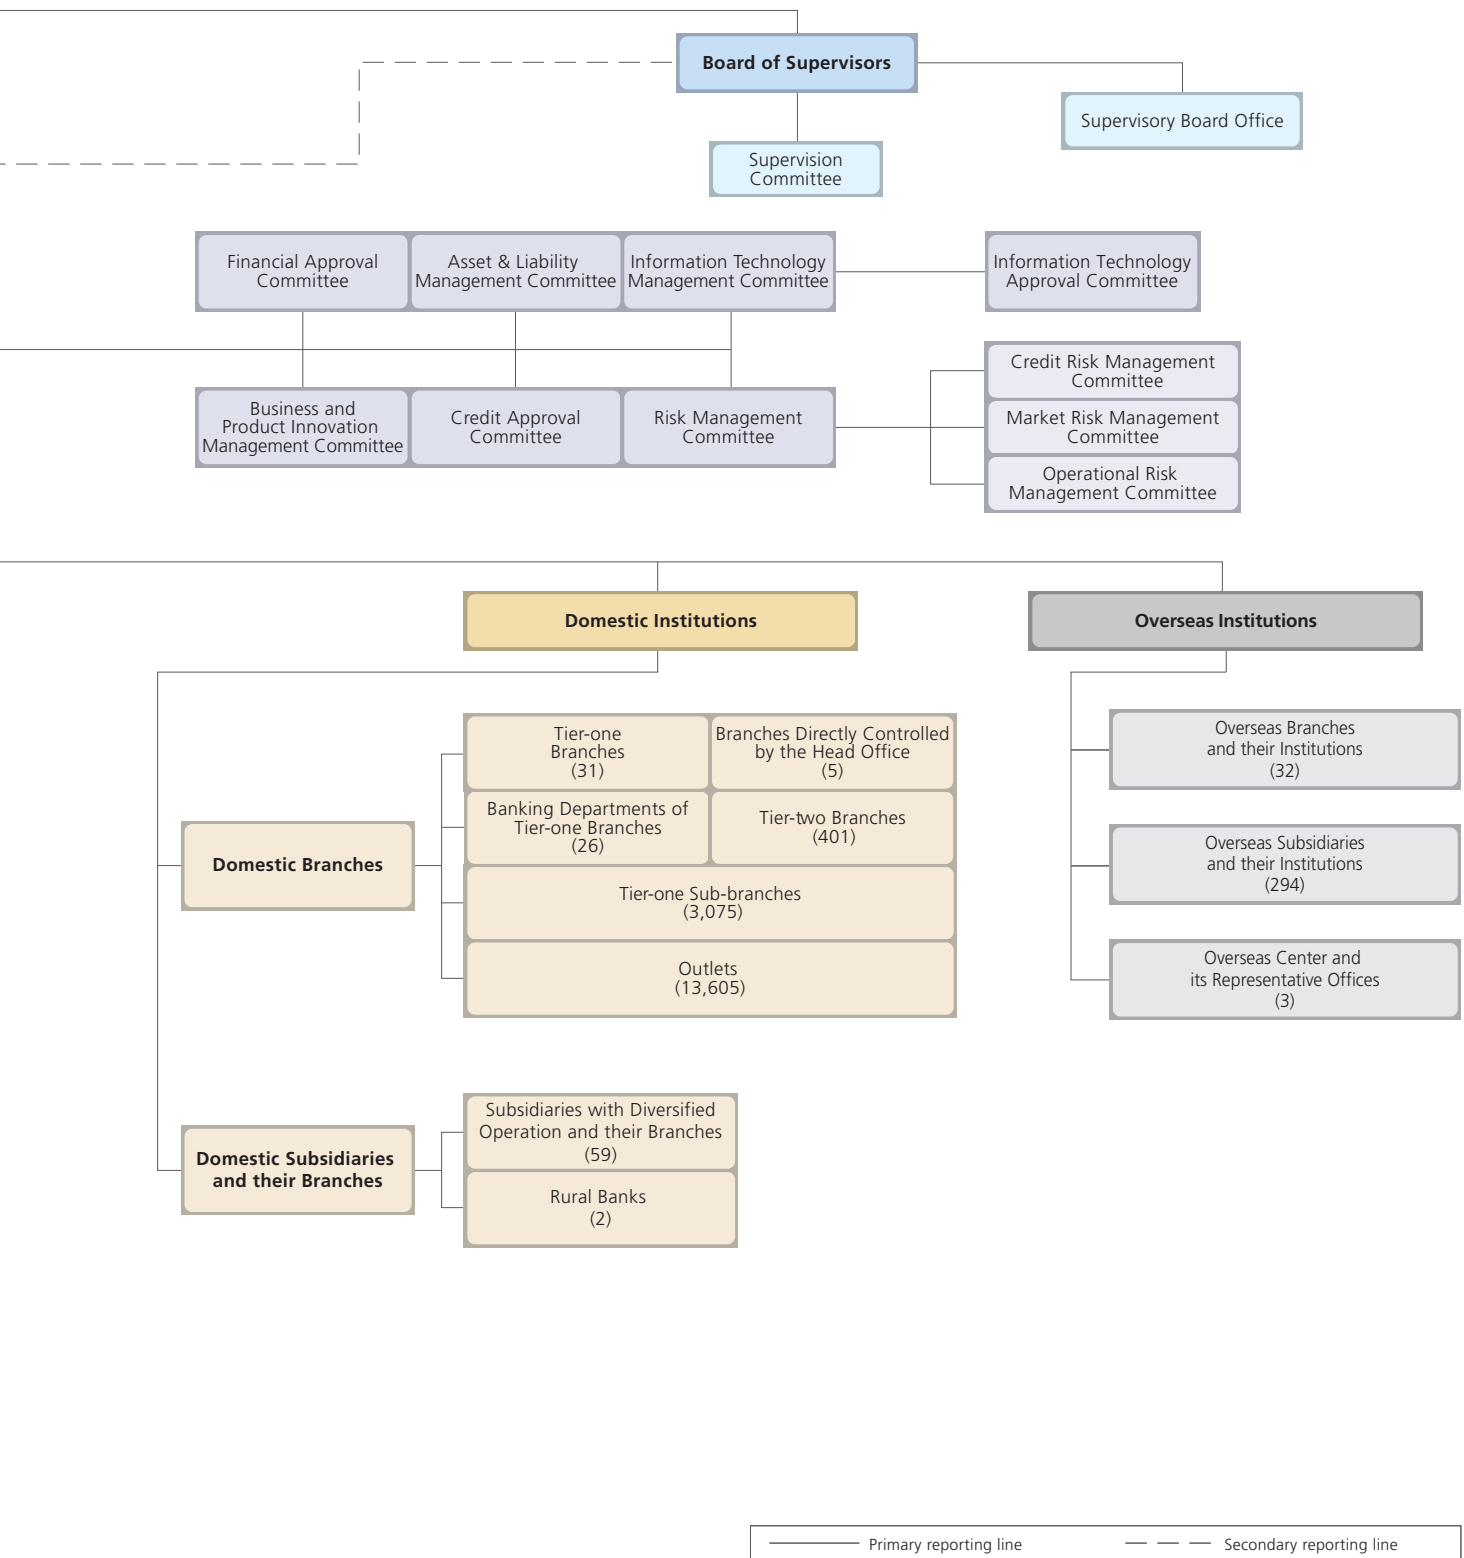 Board of Supervisors
Supervisory Board Office
Supervision
Committee
Financial Approval
Committee
Asset & Liability
Management Committee
Information Technology
Management Committee
Information Technology
Approval Committee
Business and
Product Innovation
Management Committee
Credit Approval
Committee
Risk Management
Committee
Credit Risk Management
Committee
Market Risk Management
Committee
Operational Risk
Management Committee
Domestic Institutions
Overseas Institutions
Domestic Branches
Tier-one
Branches
(31)
Branches Directly Controlled
by the Head Office
(5)
Banking Departments of
Tier-one Branches
(26)
Tier-two Branches
(401)
Tier-one Sub-branches
(3,075)
Outlets
(13,605)
Domestic Subsidiaries
and their Branches
Subsidiaries with Diversified
Operation and their Branches
(59)
Rural Banks
(2)
Overseas Branches
and their Institutions
(32)
Overseas Subsidiaries
and their Institutions
(294)
Overseas Center and
its Representative Offices
(3)
Primary reporting line
Secondary reporting line